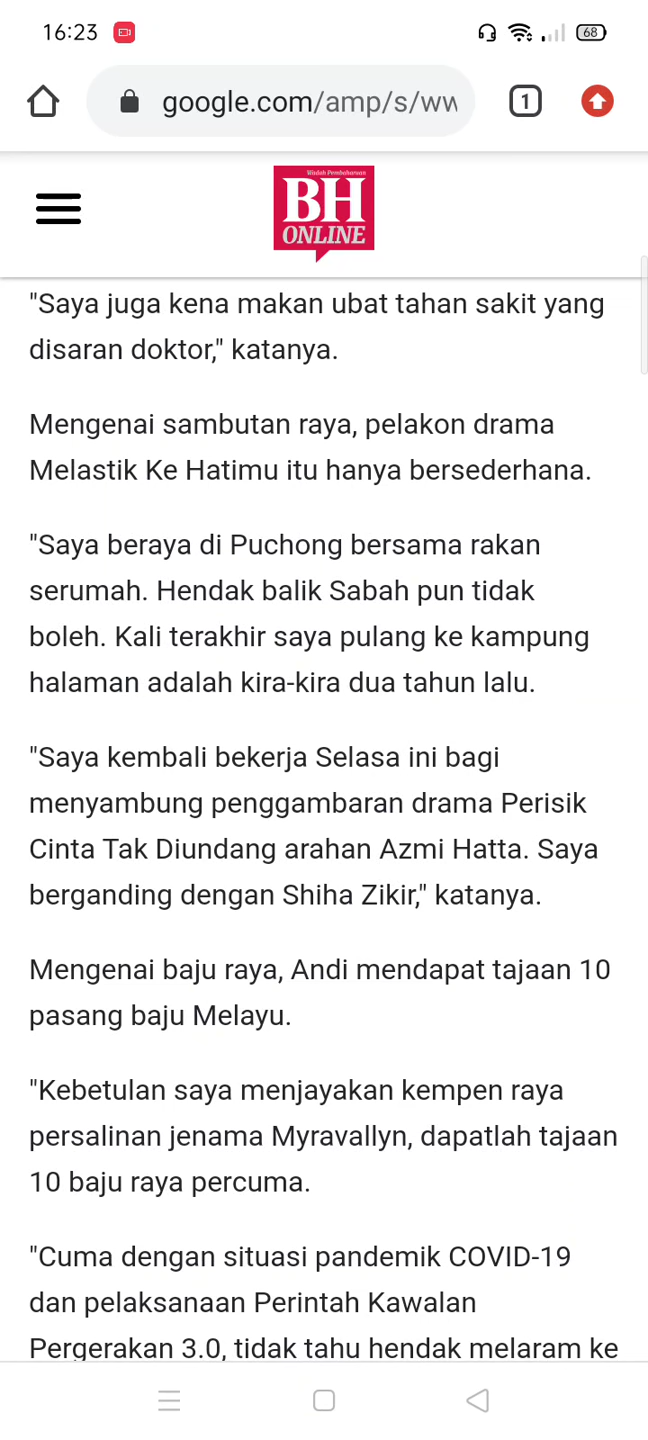 16:23
68
google.com/amp/s/ww
1
Wadah Pembaharuan
BH
ONLINE
"Saya juga kena makan ubat tahan sakit yang
disaran doktor," katanya.
Mengenai sambutan raya, pelakon drama
Melastik Ke Hatimu itu hanya bersederhana.
"Saya beraya di Puchong bersama rakan
serumah. Hendak balik Sabah pun tidak
boleh. Kali terakhir saya pulang ke kampung
halaman adalah kira-kira dua tahun lalu.
"Saya kembali bekerja Selasa ini bagi
menyambung penggambaran drama Perisik
Cinta Tak Diundang arahan Azmi Hatta. Saya
berganding dengan Shiha Zikir," katanya.
Mengenai baju raya, Andi mendapat tajaan 10
pasang baju Melayu.
"Kebetulan saya menjayakan kempen raya
persalinan jenama Myravallyn, dapatlah tajaan
10 baju raya percuma.
"Cuma dengan situasi pandemik COVID-19
dan pelaksanaan Perintah Kawalan
Pergerakan 3.0, tidak tahu hendak melaram ke